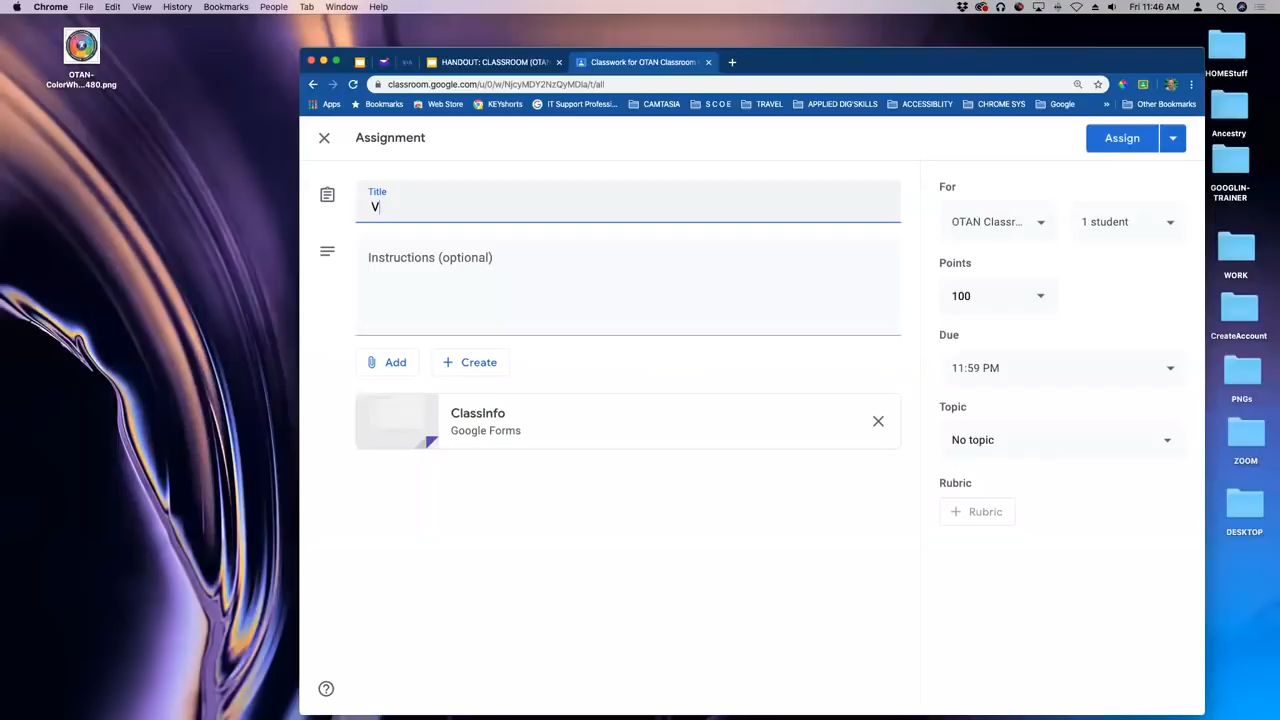 Chrome File Edit View History Bookmarks People Tab Window Help Fri 11:46 AM
OTAN-
ColorWh...480.png
HANDOUT: CLASSROOM (OTAN
Classwork for OTAN Classroom
classroom.google.com/u/0/w/NjcyMDY2NzQyMDla/t/all
Apps Bookmarks Web Store KEYshorts IT Support Professi... CAMTASIA S C O E TRAVEL APPLIED DIG'SKILLS ACCESSIBLITY CHROME SYS Google » Other Bookmarks
Assignment
Assign
Title
V
Instructions (optional)
Add
Create
ClassInfo
Google Forms
For
OTAN Classr...
1 student
Points
100
Due
11:59 PM
Topic
No topic
Rubric
Rubric
HOMEStuff
Ancestry
GOOGLIN-
TRAINER
WORK
CreateAccount
PNGs
ZOOM
DESKTOP